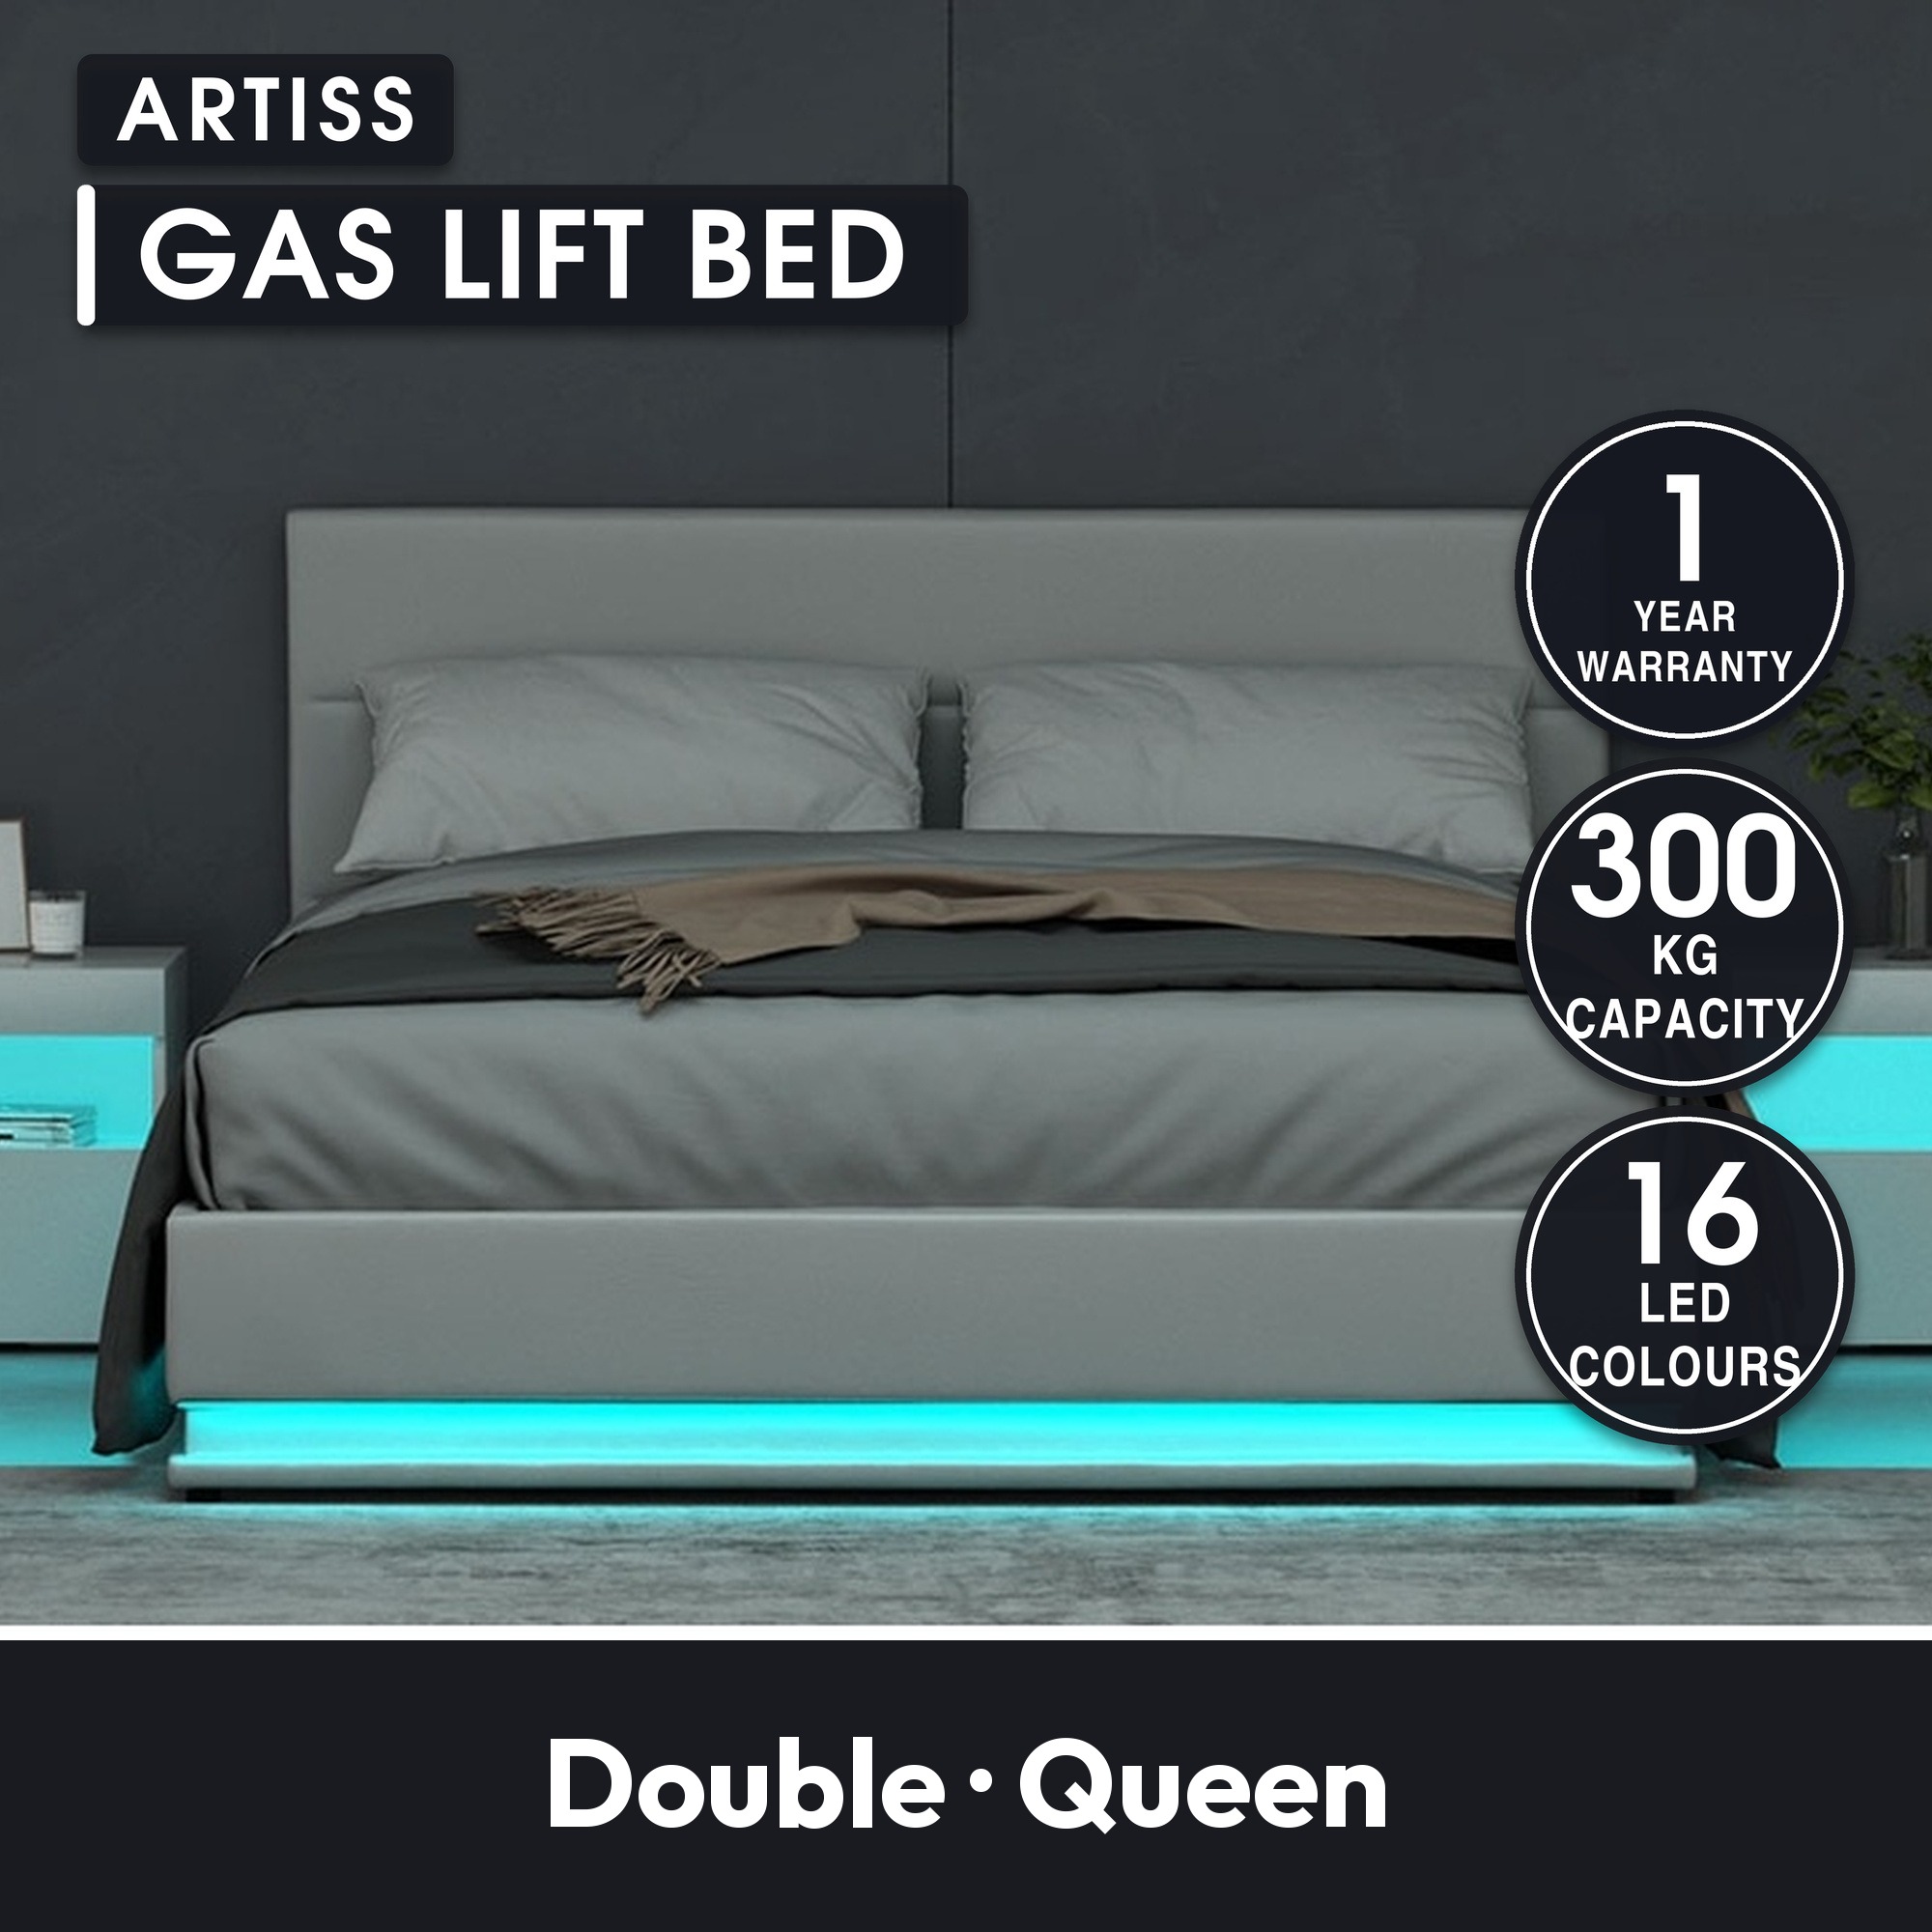 ARTISS
GAS LIFT BED
1
YEAR
WARRANTY
300
KG
CAPACITY
16
LED
COLOURS
Double • Queen